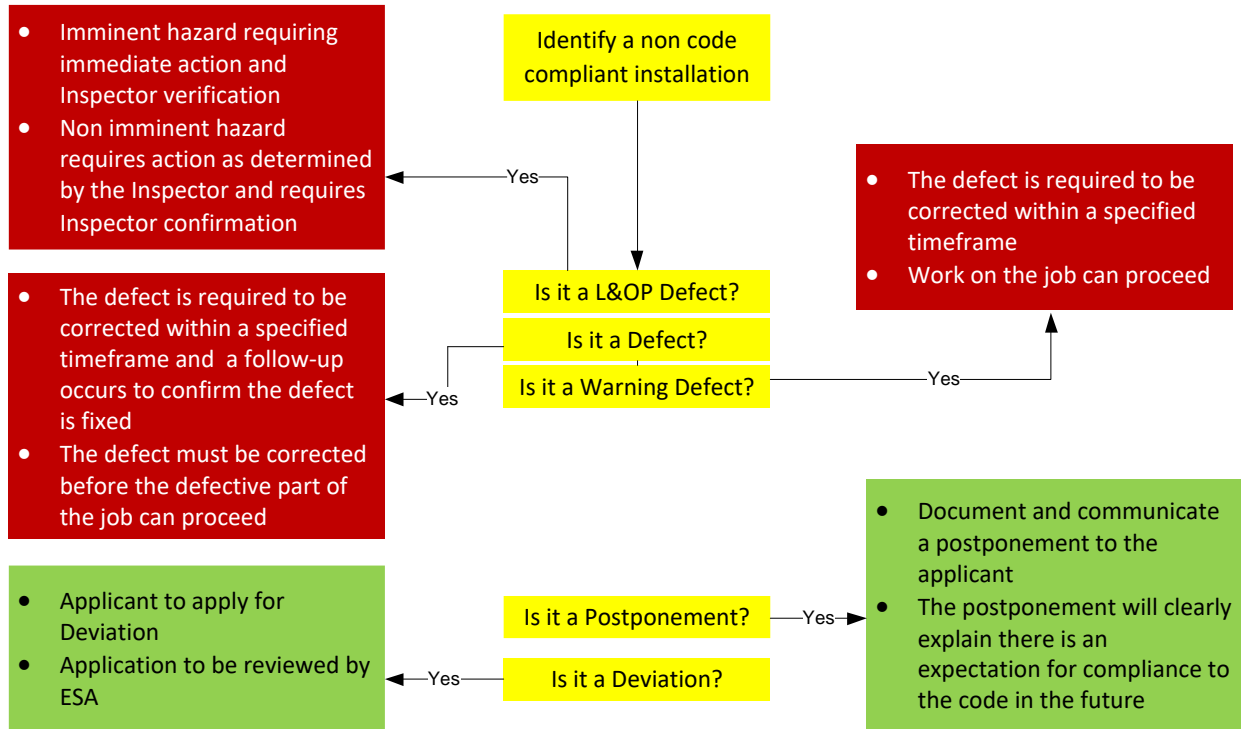 ● Imminent hazard requiring
immediate action and
Inspector verification
● Non imminent hazard
requires action as determined
by the Inspector and requires
Inspector confirmation
Identify a non code
compliant installation
Yes
● The defect is required to be
corrected within a specified
timeframe
● Work on the job can proceed
Is it a L&OP Defect?
Is it a Defect?
Is it a Warning Defect?
Yes
Yes
● The defect is required to be
corrected within a specified
timeframe and a follow-up
occurs to confirm the defect
is fixed
● The defect must be corrected
before the defective part of
the job can proceed
Is it a Postponement?
Yes
● Document and communicate
a postponement to the
applicant
● The postponement will clearly
explain there is an
expectation for compliance to
the code in the future
● Applicant to apply for
Deviation
● Application to be reviewed by
ESA
Yes
Is it a Deviation?